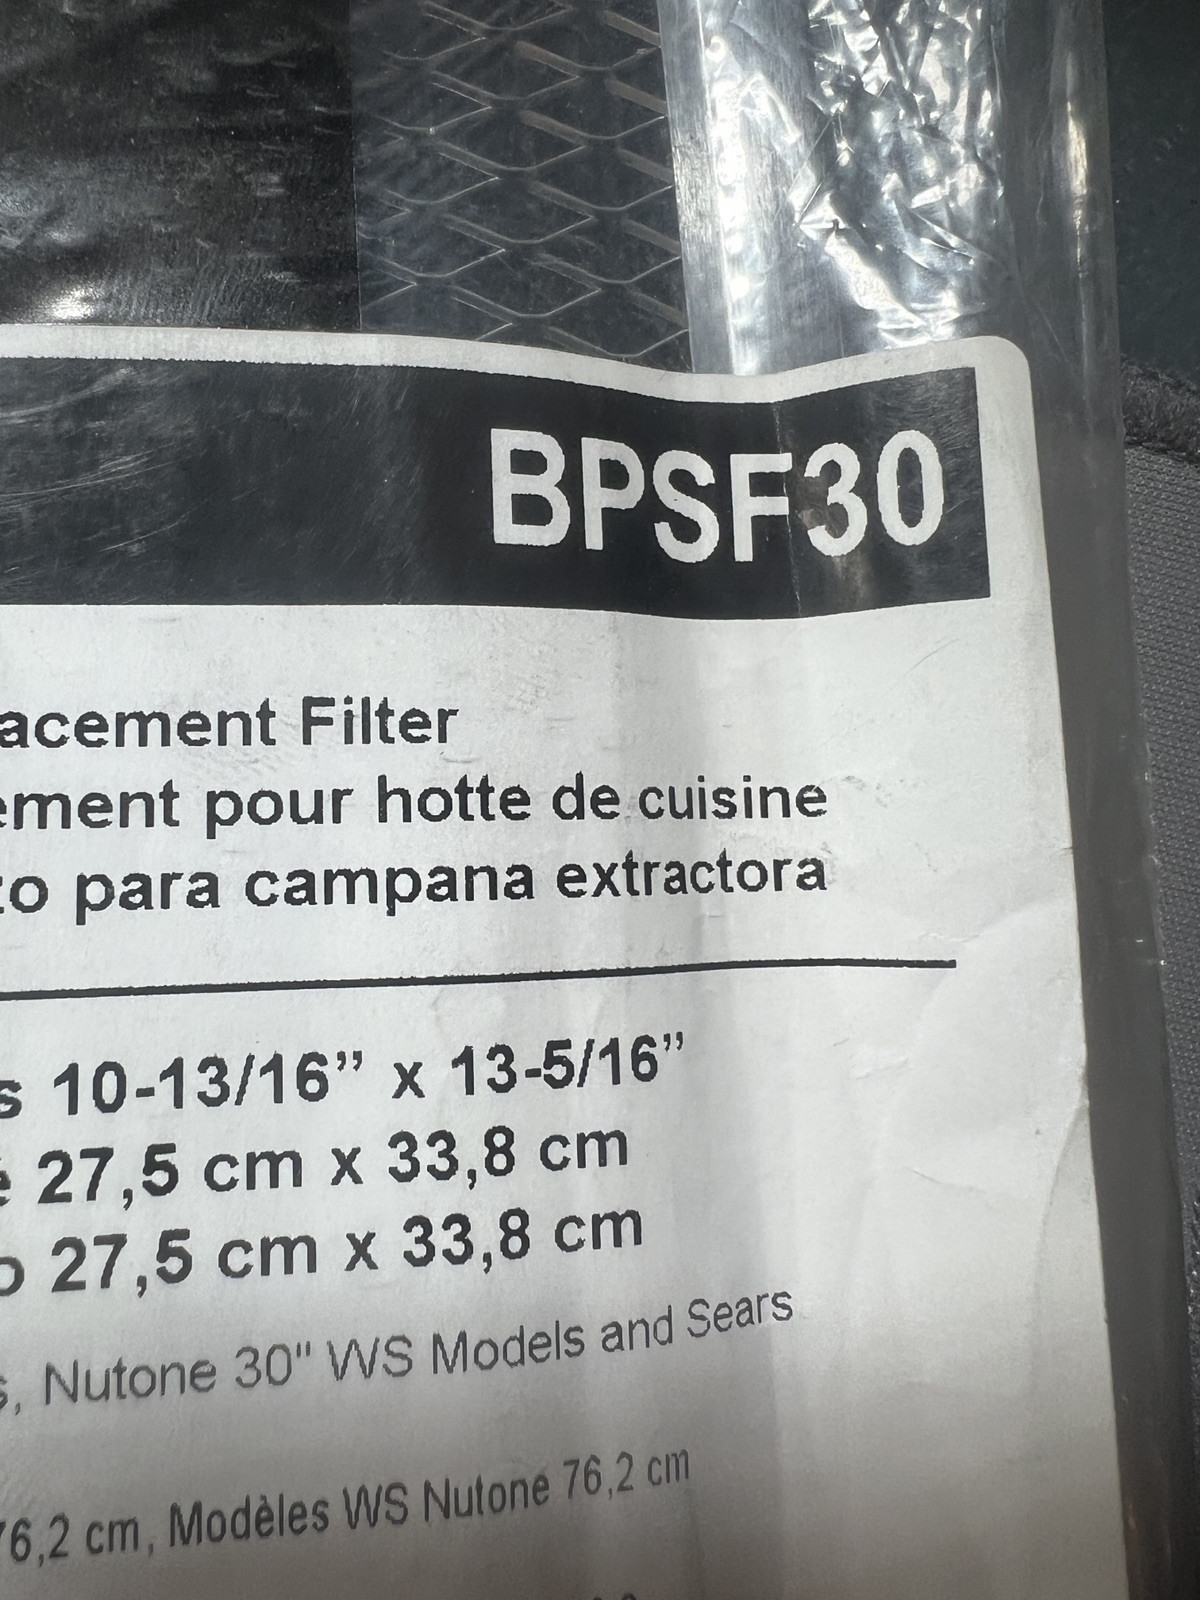 BPSF30
acement Filter
ement pour hotte de cuisine
zo para campana extractora
s 10-13/16” x 13-5/16”
27,5 cm x 33,8 cm
o 27,5 cm x 33,8 cm
s, Nutone 30" WS Models and Sears
76,2 cm, Modèles WS Nutone 76,2 cm